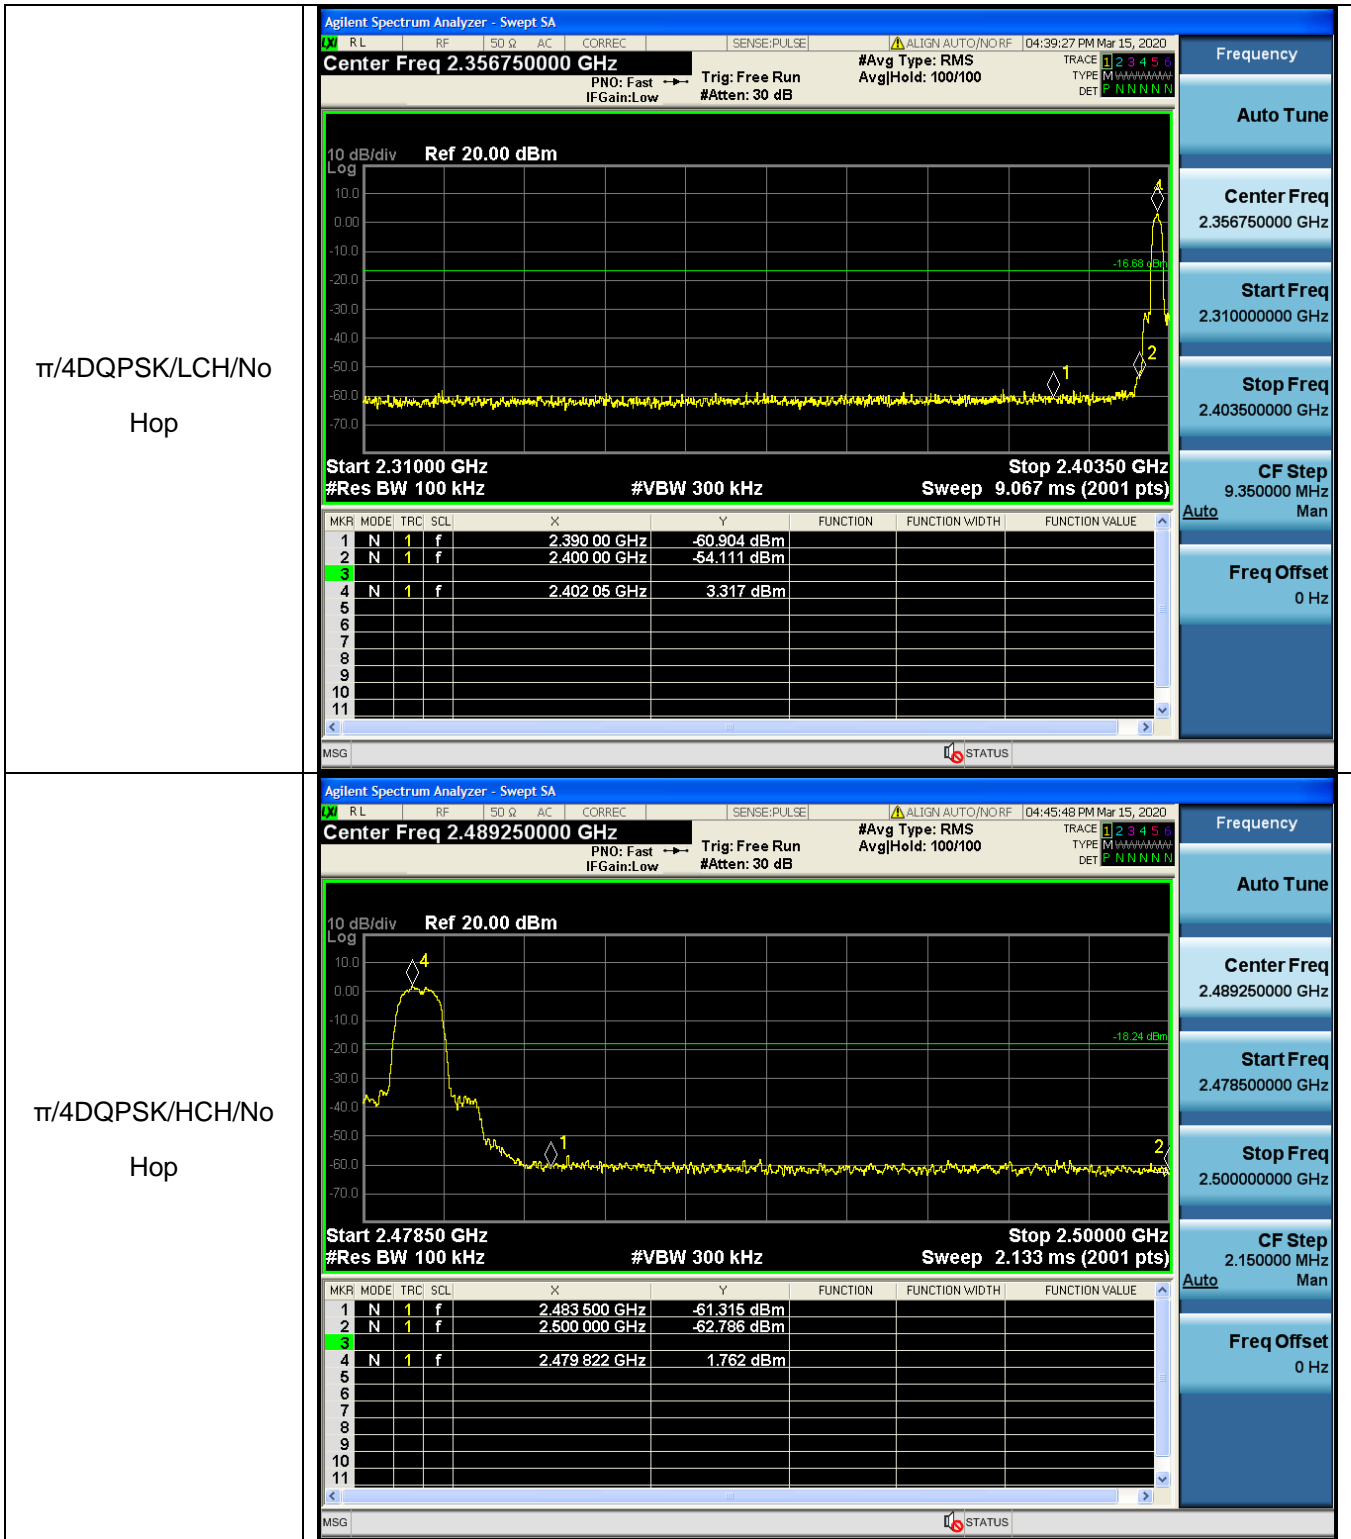 π/4DQPSK/LCH/No
Hop
Agilent Spectrum Analyzer - Swept SA
LXI RL RF 50 Ω AC CORREC SENSE:PULSE ALIGN AUTO/NO RF 04:39:27 PM Mar 15, 2020
Center Freq 2.356750000 GHz
PNO: Fast
IFGain:Low
Trig: Free Run
#Atten: 30 dB
#Avg Type: RMS
Avg|Hold: 100/100
TRACE 1 2 3 4 5 6
TYPE M
DET P N N N N N
10 dB/div Ref 20.00 dBm
Log
10.0
0.00
-10.0
-20.0
-30.0
-40.0
-50.0
-60.0
-70.0
-16.68 dBm
4
2
1
Start 2.31000 GHz Stop 2.40350 GHz
#Res BW 100 kHz #VBW 300 kHz Sweep 9.067 ms (2001 pts)
MKR MODE TRC SCL X Y FUNCTION FUNCTION WIDTH FUNCTION VALUE
1 N 1 f 2.390 00 GHz -60.904 dBm
2 N 1 f 2.400 00 GHz -54.111 dBm
3
4 N 1 f 2.402 05 GHz 3.317 dBm
5
6
7
8
9
10
11
MSG STATUS
Frequency
Auto Tune
Center Freq
2.356750000 GHz
Start Freq
2.310000000 GHz
Stop Freq
2.403500000 GHz
CF Step
9.350000 MHz
Auto Man
Freq Offset
0 Hz
π/4DQPSK/HCH/No
Hop
Agilent Spectrum Analyzer - Swept SA
LXI RL RF 50 Ω AC CORREC SENSE:PULSE ALIGN AUTO/NO RF 04:45:48 PM Mar 15, 2020
Center Freq 2.489250000 GHz
PNO: Fast
IFGain:Low
Trig: Free Run
#Atten: 30 dB
#Avg Type: RMS
Avg|Hold: 100/100
TRACE 1 2 3 4 5 6
TYPE M
DET P N N N N N
10 dB/div Ref 20.00 dBm
Log
10.0
0.00
-10.0
-20.0
-30.0
-40.0
-50.0
-60.0
-70.0
4
-18.24 dBm
1
2
Start 2.47850 GHz Stop 2.50000 GHz
#Res BW 100 kHz #VBW 300 kHz Sweep 2.133 ms (2001 pts)
MKR MODE TRC SCL X Y FUNCTION FUNCTION WIDTH FUNCTION VALUE
1 N 1 f 2.483 500 GHz -61.315 dBm
2 N 1 f 2.500 000 GHz -62.786 dBm
3
4 N 1 f 2.479 822 GHz 1.762 dBm
5
6
7
8
9
10
11
MSG STATUS
Frequency
Auto Tune
Center Freq
2.489250000 GHz
Start Freq
2.478500000 GHz
Stop Freq
2.500000000 GHz
CF Step
2.150000 MHz
Auto Man
Freq Offset
0 Hz